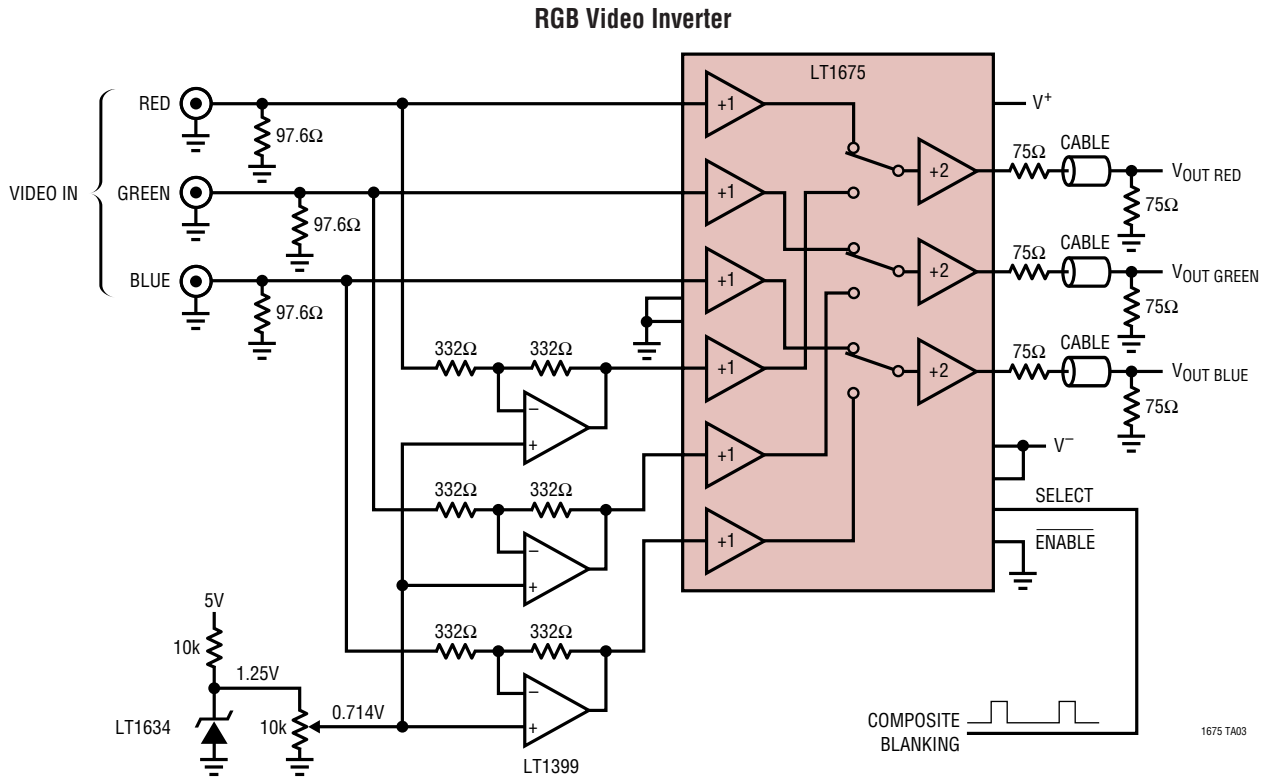 RGB Video Inverter
LT1675
RED
+1
V+
97.6Ω
75Ω
CABLE
+2
VOUT RED
75Ω
VIDEO IN
GREEN
+1
97.6Ω
75Ω
CABLE
+2
VOUT GREEN
75Ω
BLUE
+1
97.6Ω
332Ω
332Ω
+1
75Ω
CABLE
+2
VOUT BLUE
75Ω
−
+
+1
V−
332Ω
332Ω
SELECT
+1
ENABLE
−
+
5V
10k
332Ω
332Ω
1.25V
−
+
LT1634
10k
0.714V
LT1399
COMPOSITE
BLANKING
1675 TA03